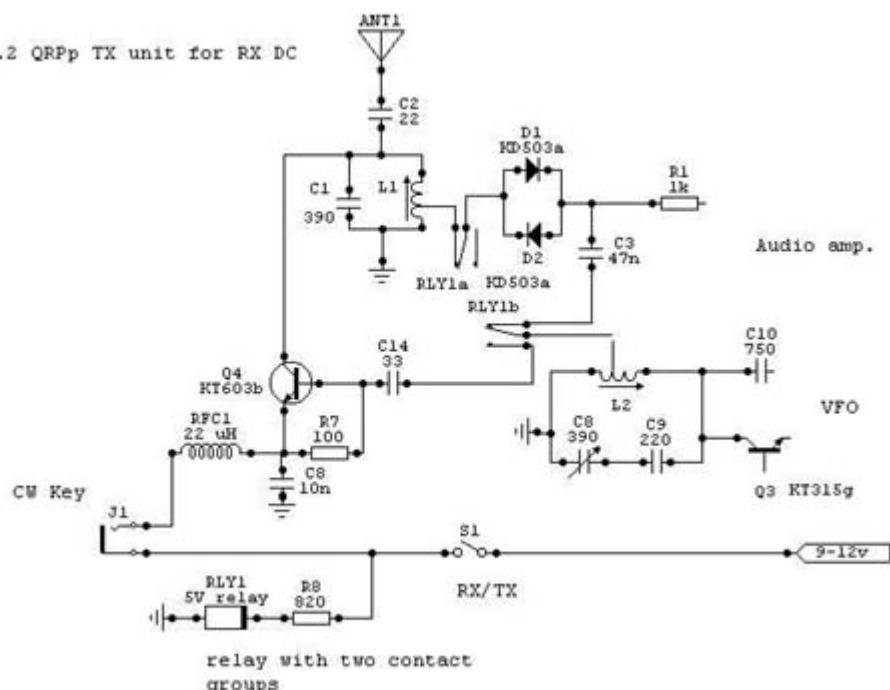 ANT1
.2 QRPp TX unit for RX DC
C2
22
D1
KD503a
C1
390
L1
R1
1k
D2
KD503a
C3
47n
Audio amp.
RLY1a
RLY1b
C14
33
C10
750
Q4
KT603b
L2
VFO
RFC1
22 uH
R7
100
C8
390
C9
220
C8
10n
Q3 KT315g
CW Key
J1
S1
9-12v
RX/TX
RLY1
5V relay
R8
820
relay with two contact
groups